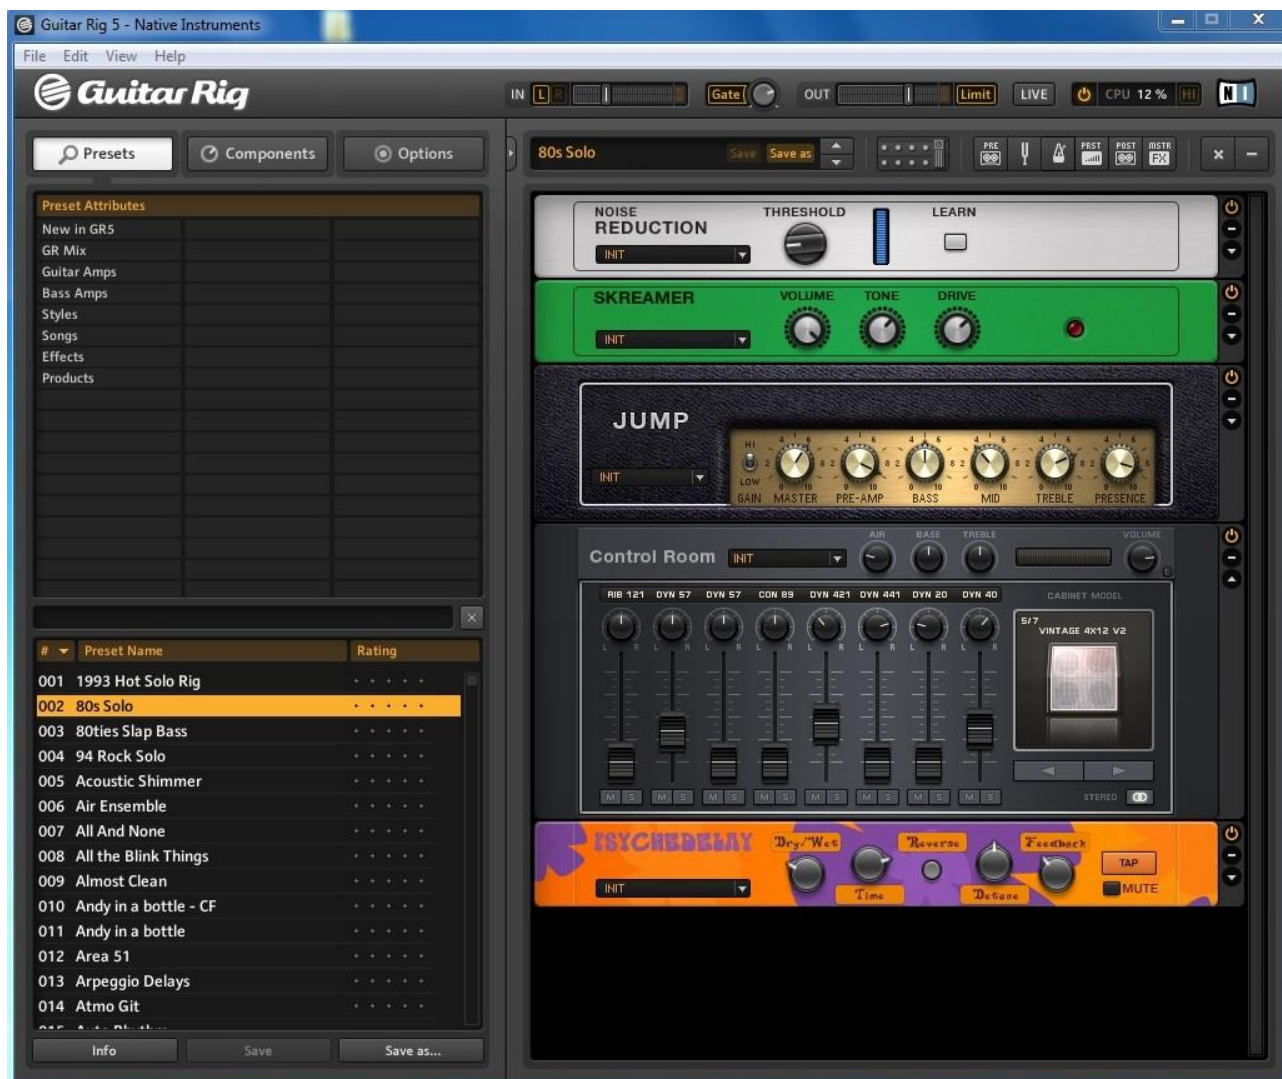 Guitar Rig 5 - Native Instruments
File Edit View Help
Guitar Rig
IN L R Gate OUT Limit LIVE CPU 12 % HI N I
Presets Components Options
80s Solo Save Save as PRE PRST POST MSTR FX
Preset Attributes
New in GR5
GR Mix
Guitar Amps
Bass Amps
Styles
Songs
Effects
Products
# Preset Name Rating
001 1993 Hot Solo Rig
002 80s Solo
003 80ties Slap Bass
004 94 Rock Solo
005 Acoustic Shimmer
006 Air Ensemble
007 All And None
008 All the Blink Things
009 Almost Clean
010 Andy in a bottle - CF
011 Andy in a bottle
012 Area 51
013 Arpeggio Delays
014 Atmo Git
Info Save Save as...
NOISE THRESHOLD LEARN
REDUCTION
INIT
SKREAMER VOLUME TONE DRIVE
INIT
JUMP
INIT
HI
LOW
GAIN MASTER PRE-AMP BASS MID TREBLE PRESENCE
AIR BASS TREBLE VOLUME
Control Room INIT
RIB 121 DYN 57 DYN 57 CON 89 DYN 421 DYN 441 DYN 20 DYN 40 CABINET MODEL
5/7
VINTAGE 4X12 V2
L R L R L R L R L R L R L R L R
M S M S M S M S M S M S M S M S STEREO
PSYCHEDELAY Dry/Wet Reverse Feedback
TAP
INIT Time Detune MUTE